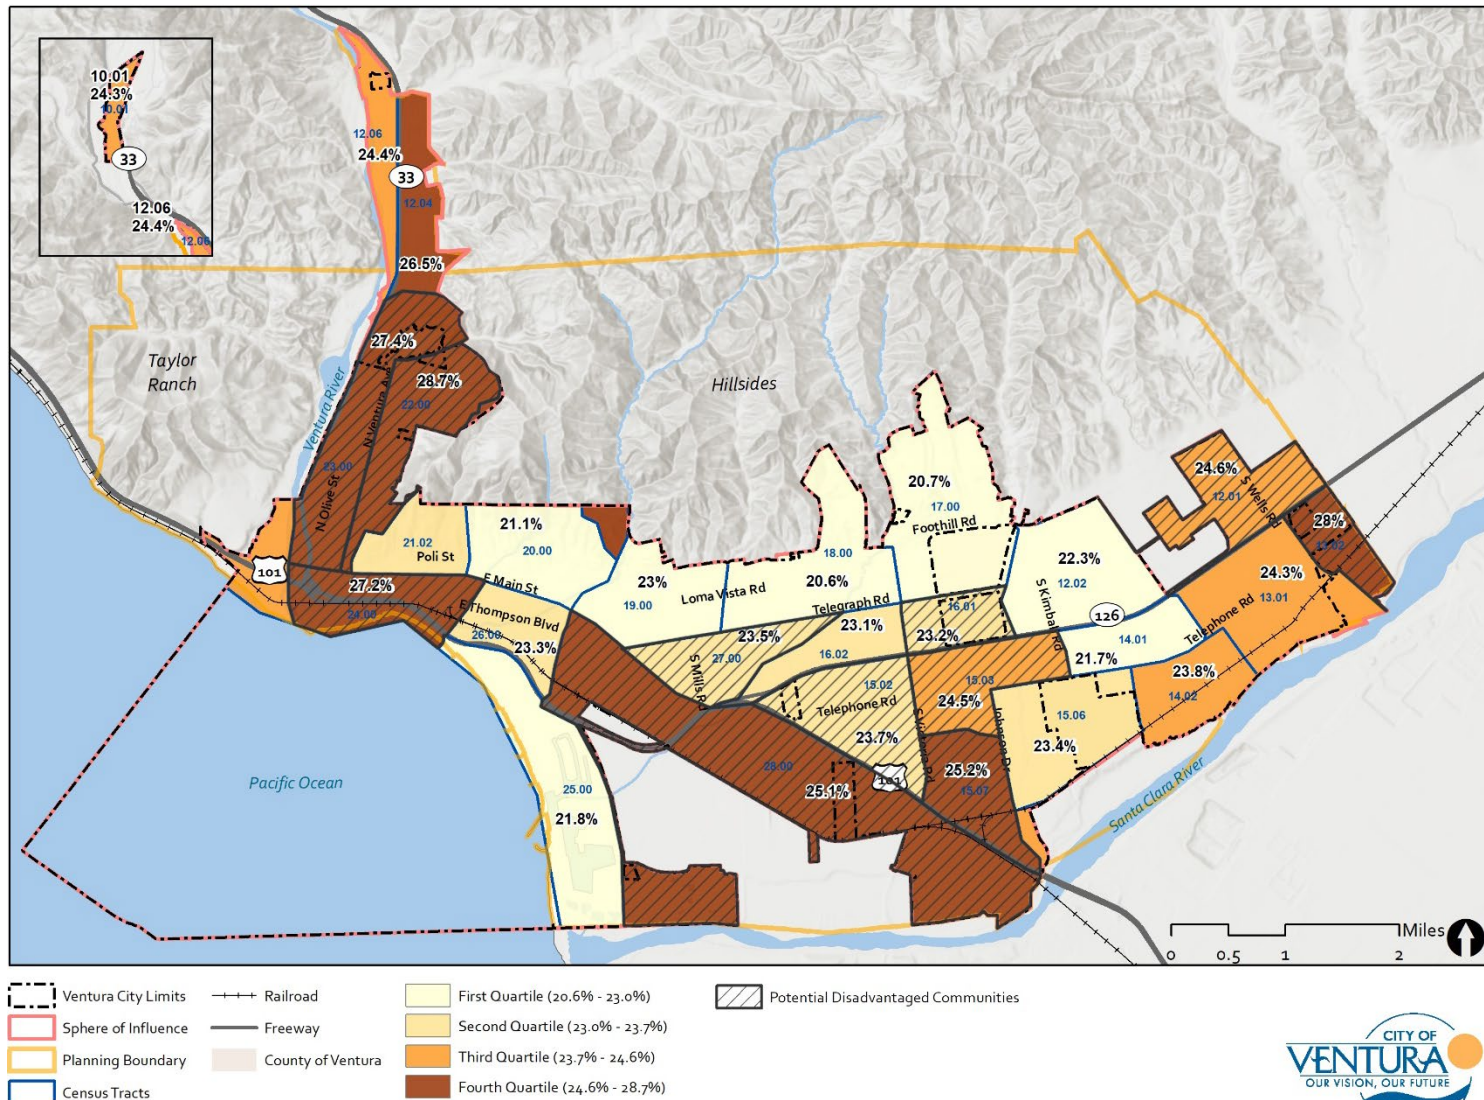 10.01
24.3%
10.01
33
12.06
24.4%
12.06
12.06
24.4%
33
12.04
26.5%
Taylor
Ranch
Ventura River
27.4%
N Ventura Ave
28.7%
22.00
23.00
N Olive St
Hillsides
101
21.02
Poli St
21.1%
20.00
E Main St
27.2%
24.00
E Thompson Blvd
26.00
23.3%
23%
19.00
Loma Vista Rd
18.00
20.6%
Telegraph Rd
20.7%
17.00
Foothill Rd
22.3%
12.02
S Kimball Rd
16.01
23.2%
23.1%
16.02
23.5%
27.00
S Mills Rd
15.02
Telephone Rd
23.7%
S Victoria Rd
15.03
24.5%
Johnson Dr
126
14.01
21.7%
Telephone Rd
24.6%
12.01
S Wells Rd
28%
13.02
24.3%
13.01
23.8%
14.02
15.06
23.4%
25.2%
15.07
101
28.00
25.1%
25.00
21.8%
Pacific Ocean
Santa Clara River
Miles
0 0.5 1 2
Ventura City Limits
Sphere of Influence
Planning Boundary
Census Tracts
Railroad
Freeway
County of Ventura
First Quartile (20.6% - 23.0%)
Second Quartile (23.0% - 23.7%)
Third Quartile (23.7% - 24.6%)
Fourth Quartile (24.6% - 28.7%)
Potential Disadvantaged Communities
CITY OF
VENTURA
OUR VISION, OUR FUTURE